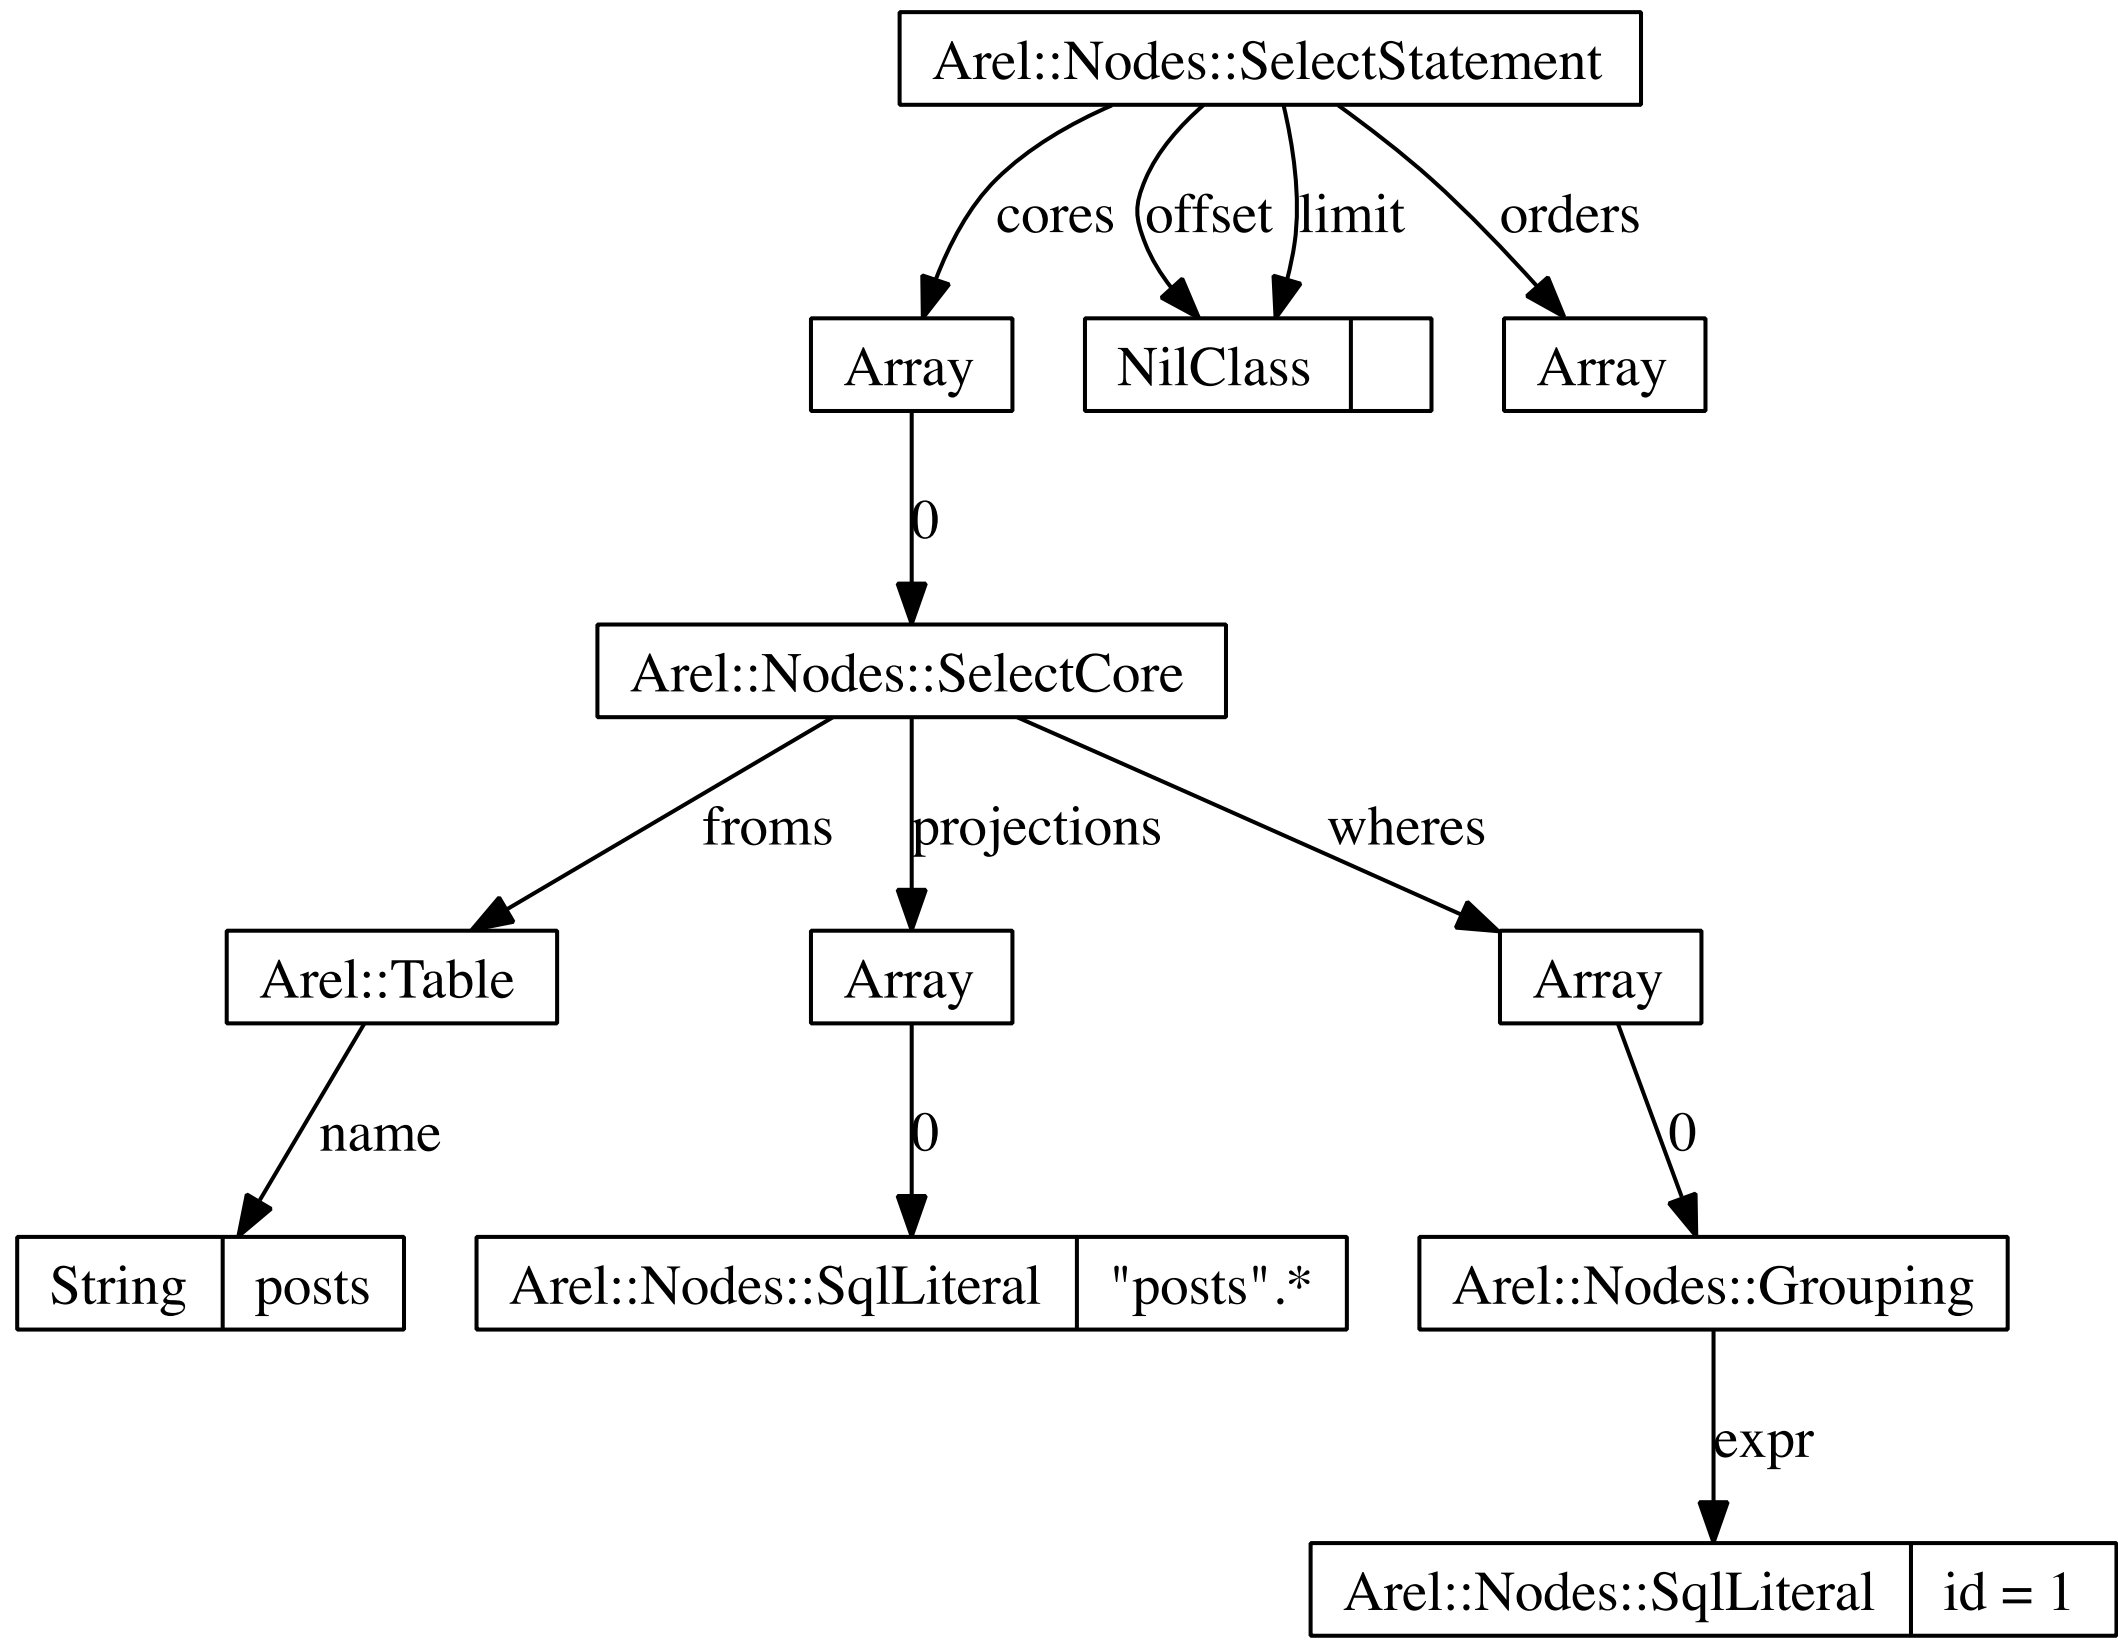 Arel::Nodes::SelectStatement
cores offset limit orders
Array NilClass Array
0
Arel::Nodes::SelectCore
froms projections wheres
Arel::Table Array Array
name 0 0
String posts Arel::Nodes::SqlLiteral "posts".* Arel::Nodes::Grouping
expr
Arel::Nodes::SqlLiteral id = 1